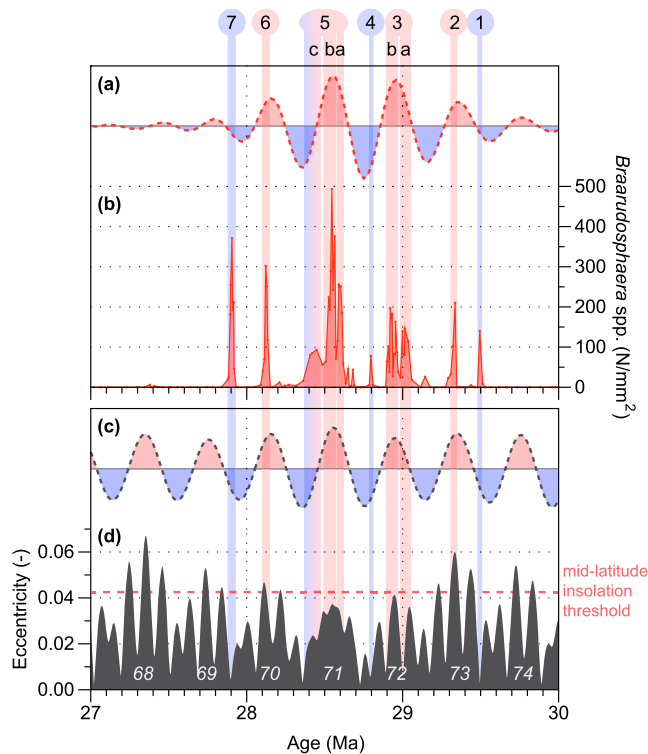 7 6 5 4 3 2 1
c b a b a
(a)
(b)
500
400
300
200
100
0
Braarudosphaera spp. (N/mm²)
(c)
(d)
0.06
0.04
0.02
0.00
Eccentricity (-)
mid-latitude
insolation
threshold
68 69 70 71 72 73 74
27 28 29 30
Age (Ma)